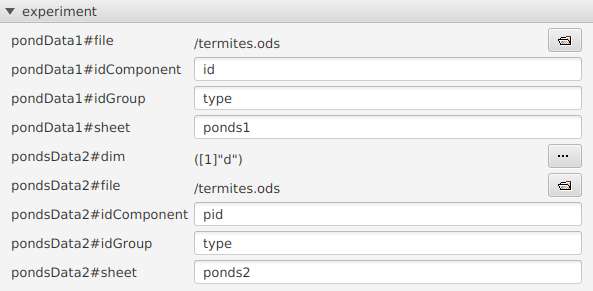 experiment
pondData1#file /termites.ods
pondData1#idComponent id
pondData1#idGroup type
pondData1#sheet ponds1
pondsData2#dim ([1]"d") ...
pondsData2#file /termites.ods
pondsData2#idComponent pid
pondsData2#idGroup type
pondsData2#sheet ponds2